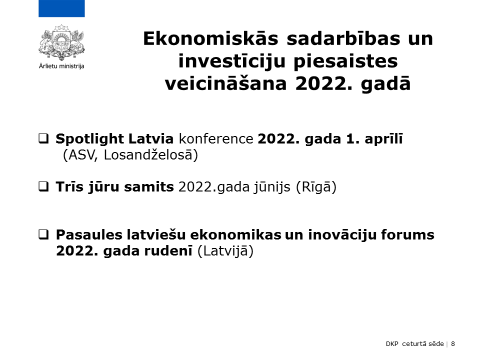 Ārlietu ministrija
Ekonomiskās sadarbības un
investīciju piesaistes
veicināšana 2022. gadā
Spotlight Latvia konference 2022. gada 1. aprīlī
(ASV, Losandželosā)
Trīs jūru samits 2022.gada jūnijs (Rīgā)
Pasaules latviešu ekonomikas un inovāciju forums
2022. gada rudenī (Latvijā)
DKP ceturtā sēde | 8